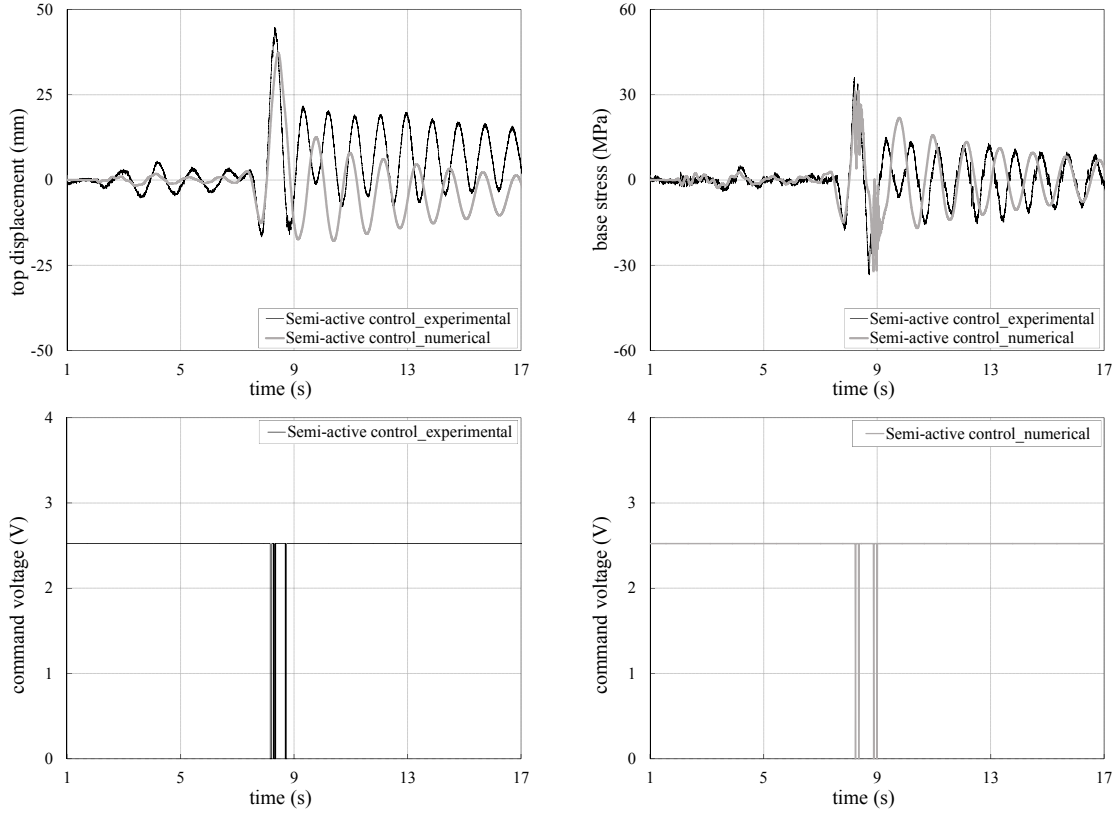 50
25
0
-25
-50
top displacement (mm)
Semi-active control_experimental
Semi-active control_numerical
1 5 9 13 17
time (s)
60
30
0
-30
-60
base stress (MPa)
Semi-active control_experimental
Semi-active control_numerical
1 5 9 13 17
time (s)
4
3
2
1
0
command voltage (V)
Semi-active control_experimental
1 5 9 13 17
time (s)
4
3
2
1
0
command voltage (V)
Semi-active control_numerical
1 5 9 13 17
time (s)